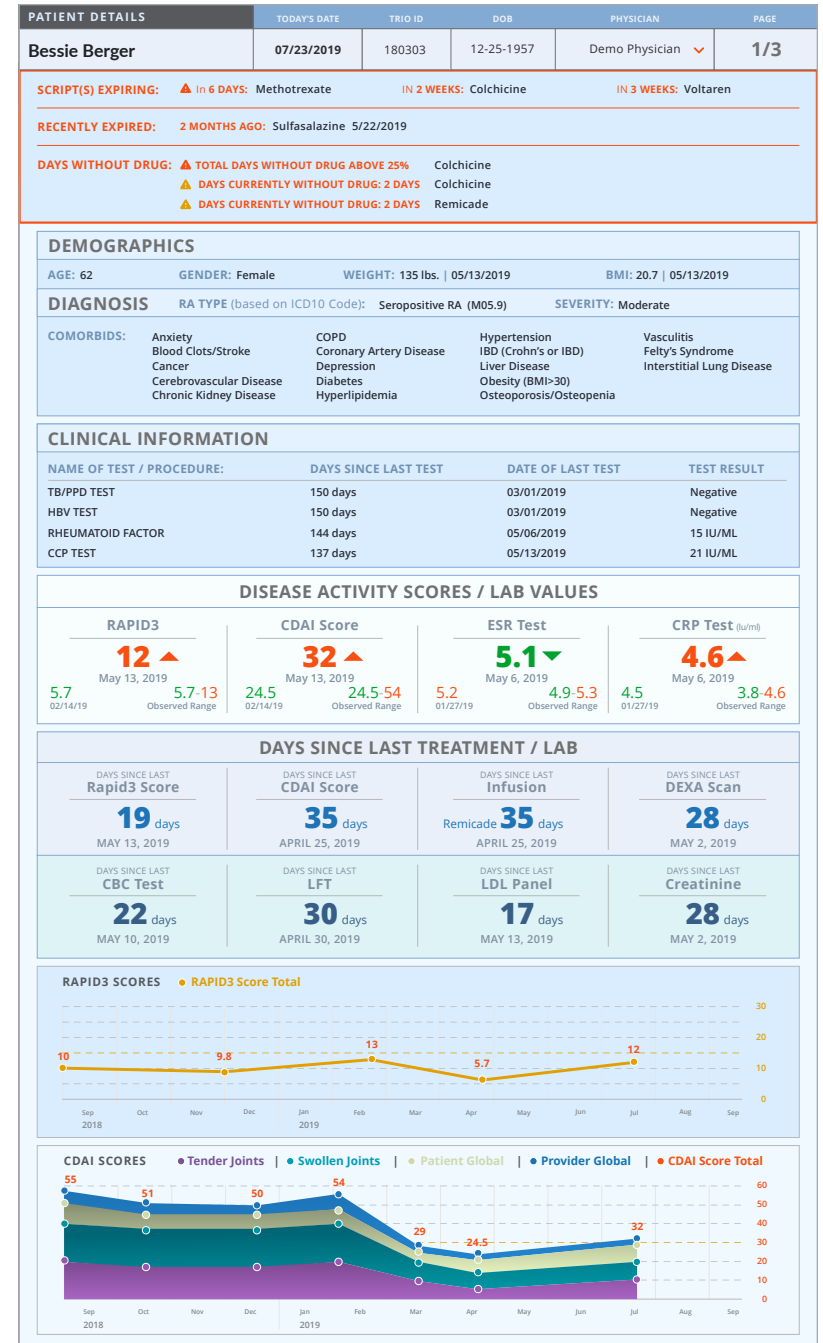 PATIENT DETAILS TODAY'S DATE TRIO ID DOB PHYSICIAN PAGE
Bessie Berger 07/23/2019 180303 12-25-1957 Demo Physician 1/3
SCRIPT(S) EXPIRING: In 6 DAYS: Methotrexate IN 2 WEEKS: Colchicine IN 3 WEEKS: Voltaren
RECENTLY EXPIRED: 2 MONTHS AGO: Sulfasalazine 5/22/2019
DAYS WITHOUT DRUG: TOTAL DAYS WITHOUT DRUG ABOVE 25% Colchicine
DAYS CURRENTLY WITHOUT DRUG: 2 DAYS Colchicine
DAYS CURRENTLY WITHOUT DRUG: 2 DAYS Remicade
DEMOGRAPHICS
AGE: 62 GENDER: Female WEIGHT: 135 lbs. | 05/13/2019 BMI: 20.7 | 05/13/2019
DIAGNOSIS RA TYPE (based on ICD10 Code): Seropositive RA (M05.9) SEVERITY: Moderate
COMORBIDS: Anxiety COPD Hypertension Vasculitis
Blood Clots/Stroke Coronary Artery Disease IBD (Crohn's or IBD) Felty's Syndrome
Cancer Depression Liver Disease Interstitial Lung Disease
Cerebrovascular Disease Diabetes Obesity (BMI>30)
Chronic Kidney Disease Hyperlipidemia Osteoporosis/Osteopenia
CLINICAL INFORMATION
NAME OF TEST / PROCEDURE: DAYS SINCE LAST TEST DATE OF LAST TEST TEST RESULT
TB/PPD TEST 150 days 03/01/2019 Negative
HBV TEST 150 days 03/01/2019 Negative
RHEUMATOID FACTOR 144 days 05/06/2019 15 IU/ML
CCP TEST 137 days 05/13/2019 21 IU/ML
DISEASE ACTIVITY SCORES / LAB VALUES
RAPID3 CDAI Score ESR Test CRP Test (Iu/ml)
12 32 5.1 4.6
May 13, 2019 May 13, 2019 May 6, 2019 May 6, 2019
5.7 5.7-13 24.5 24.5-54 5.2 4.9-5.3 4.5 3.8-4.6
02/14/19 Observed Range 02/14/19 Observed Range 01/27/19 Observed Range 01/27/19 Observed Range
DAYS SINCE LAST TREATMENT / LAB
DAYS SINCE LAST DAYS SINCE LAST DAYS SINCE LAST DAYS SINCE LAST
Rapid3 Score CDAI Score Infusion DEXA Scan
19 days 35 days Remicade 35 days 28 days
MAY 13, 2019 APRIL 25, 2019 APRIL 25, 2019 MAY 2, 2019
DAYS SINCE LAST DAYS SINCE LAST DAYS SINCE LAST DAYS SINCE LAST
CBC Test LFT LDL Panel Creatinine
22 days 30 days 17 days 28 days
MAY 10, 2019 APRIL 30, 2019 MAY 13, 2019 MAY 2, 2019
RAPID3 SCORES RAPID3 Score Total
30
20
13
10 9.8 5.7 12
10
0
Sep Oct Nov Dec Jan Feb Mar Apr Jun Jul Aug Sep
2018 2019
CDAI SCORES Tender Joints | Swollen Joints | Patient Global | Provider Global | CDAI Score Total
55 54 60
51 50 50
40
29 24.5 32 30
20
10
0
Sep Oct Nov Dec Jan Feb Mar Apr Jun Jul Aug Sep
2018 2019